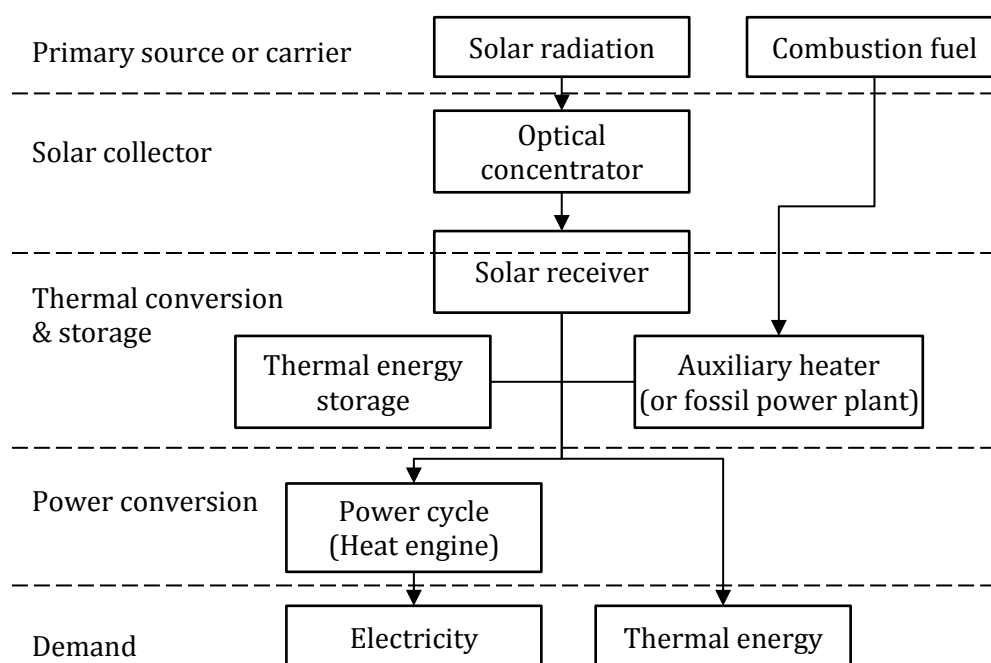 Primary source or carrier
Solar radiation
Combustion fuel
Solar collector
Optical
concentrator
Solar receiver
Thermal conversion
& storage
Thermal energy
storage
Auxiliary heater
(or fossil power plant)
Power conversion
Power cycle
(Heat engine)
Demand
Electricity
Thermal energy